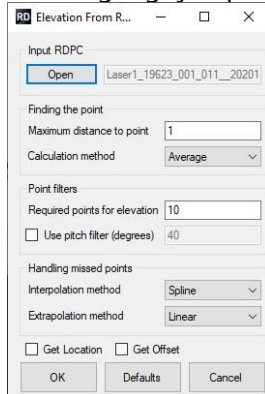 RD Elevation From R...
Input RDPC
Open Laser1_19623_001_011__20201
Finding the point
Maximum distance to point 1
Calculation method Average
Point filters
Required points for elevation 10
Use pitch filter (degrees) 40
Handling missed points
Interpolation method Spline
Extrapolation method Linear
Get Location Get Offset
OK Defaults Cancel